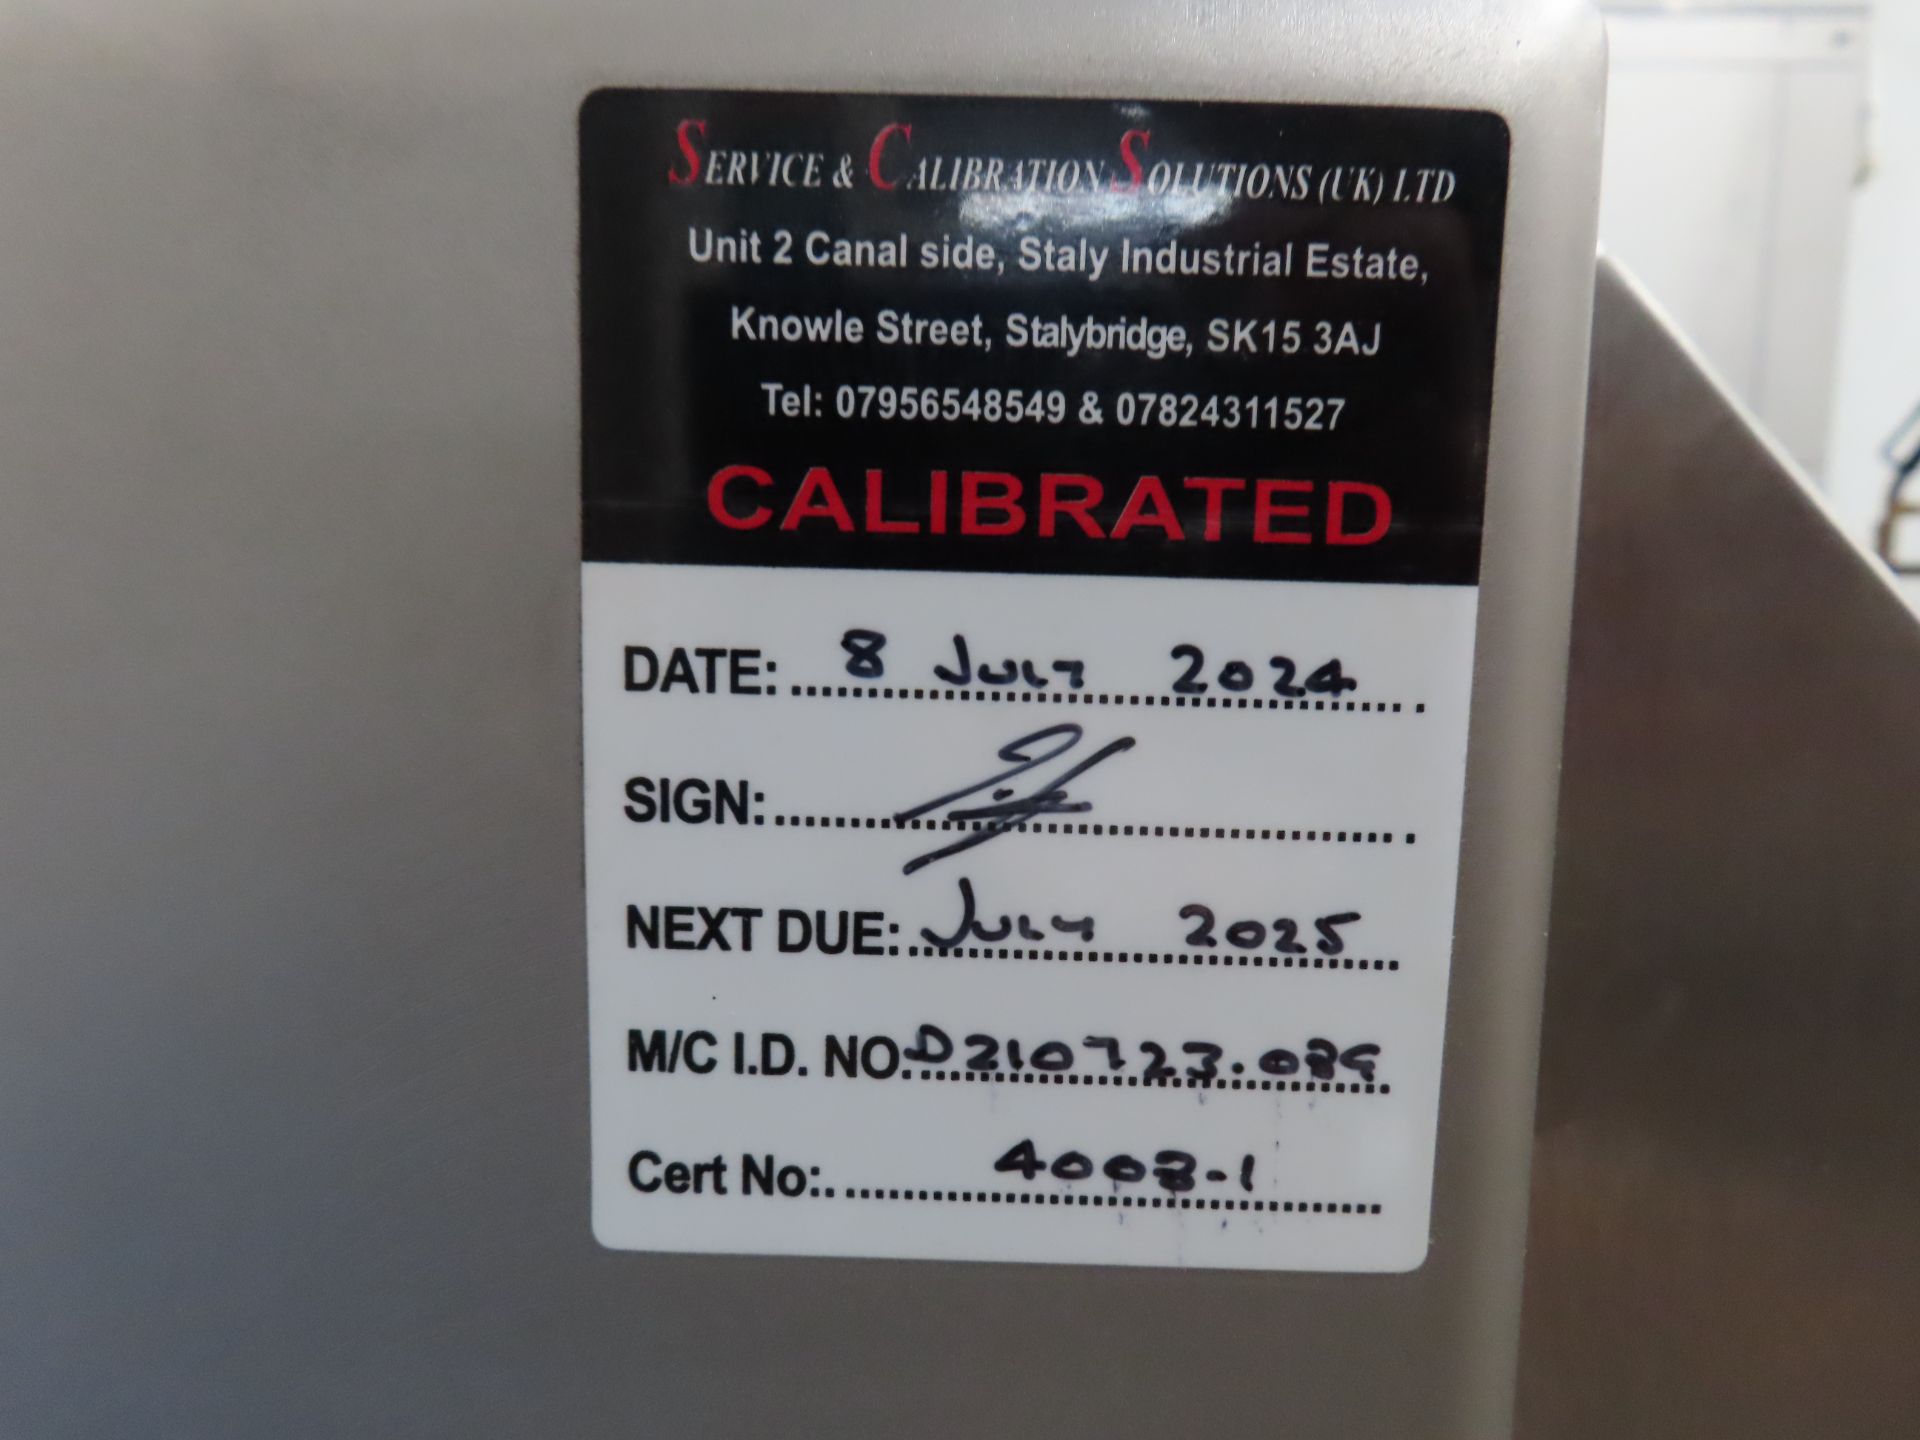 SERVICE & CALIBRATION SOLUTIONS (UK) LTD
Unit 2 Canal side, Staly Industrial Estate,
Knowle Street, Stalybridge, SK15 3AJ
Tel: 07956548549 & 07824311527
CALIBRATED
DATE: 8 JULY 2024
SIGN:
NEXT DUE: JULY 2025
M/C I.D. NO. D210723.089
Cert No: 4008-1